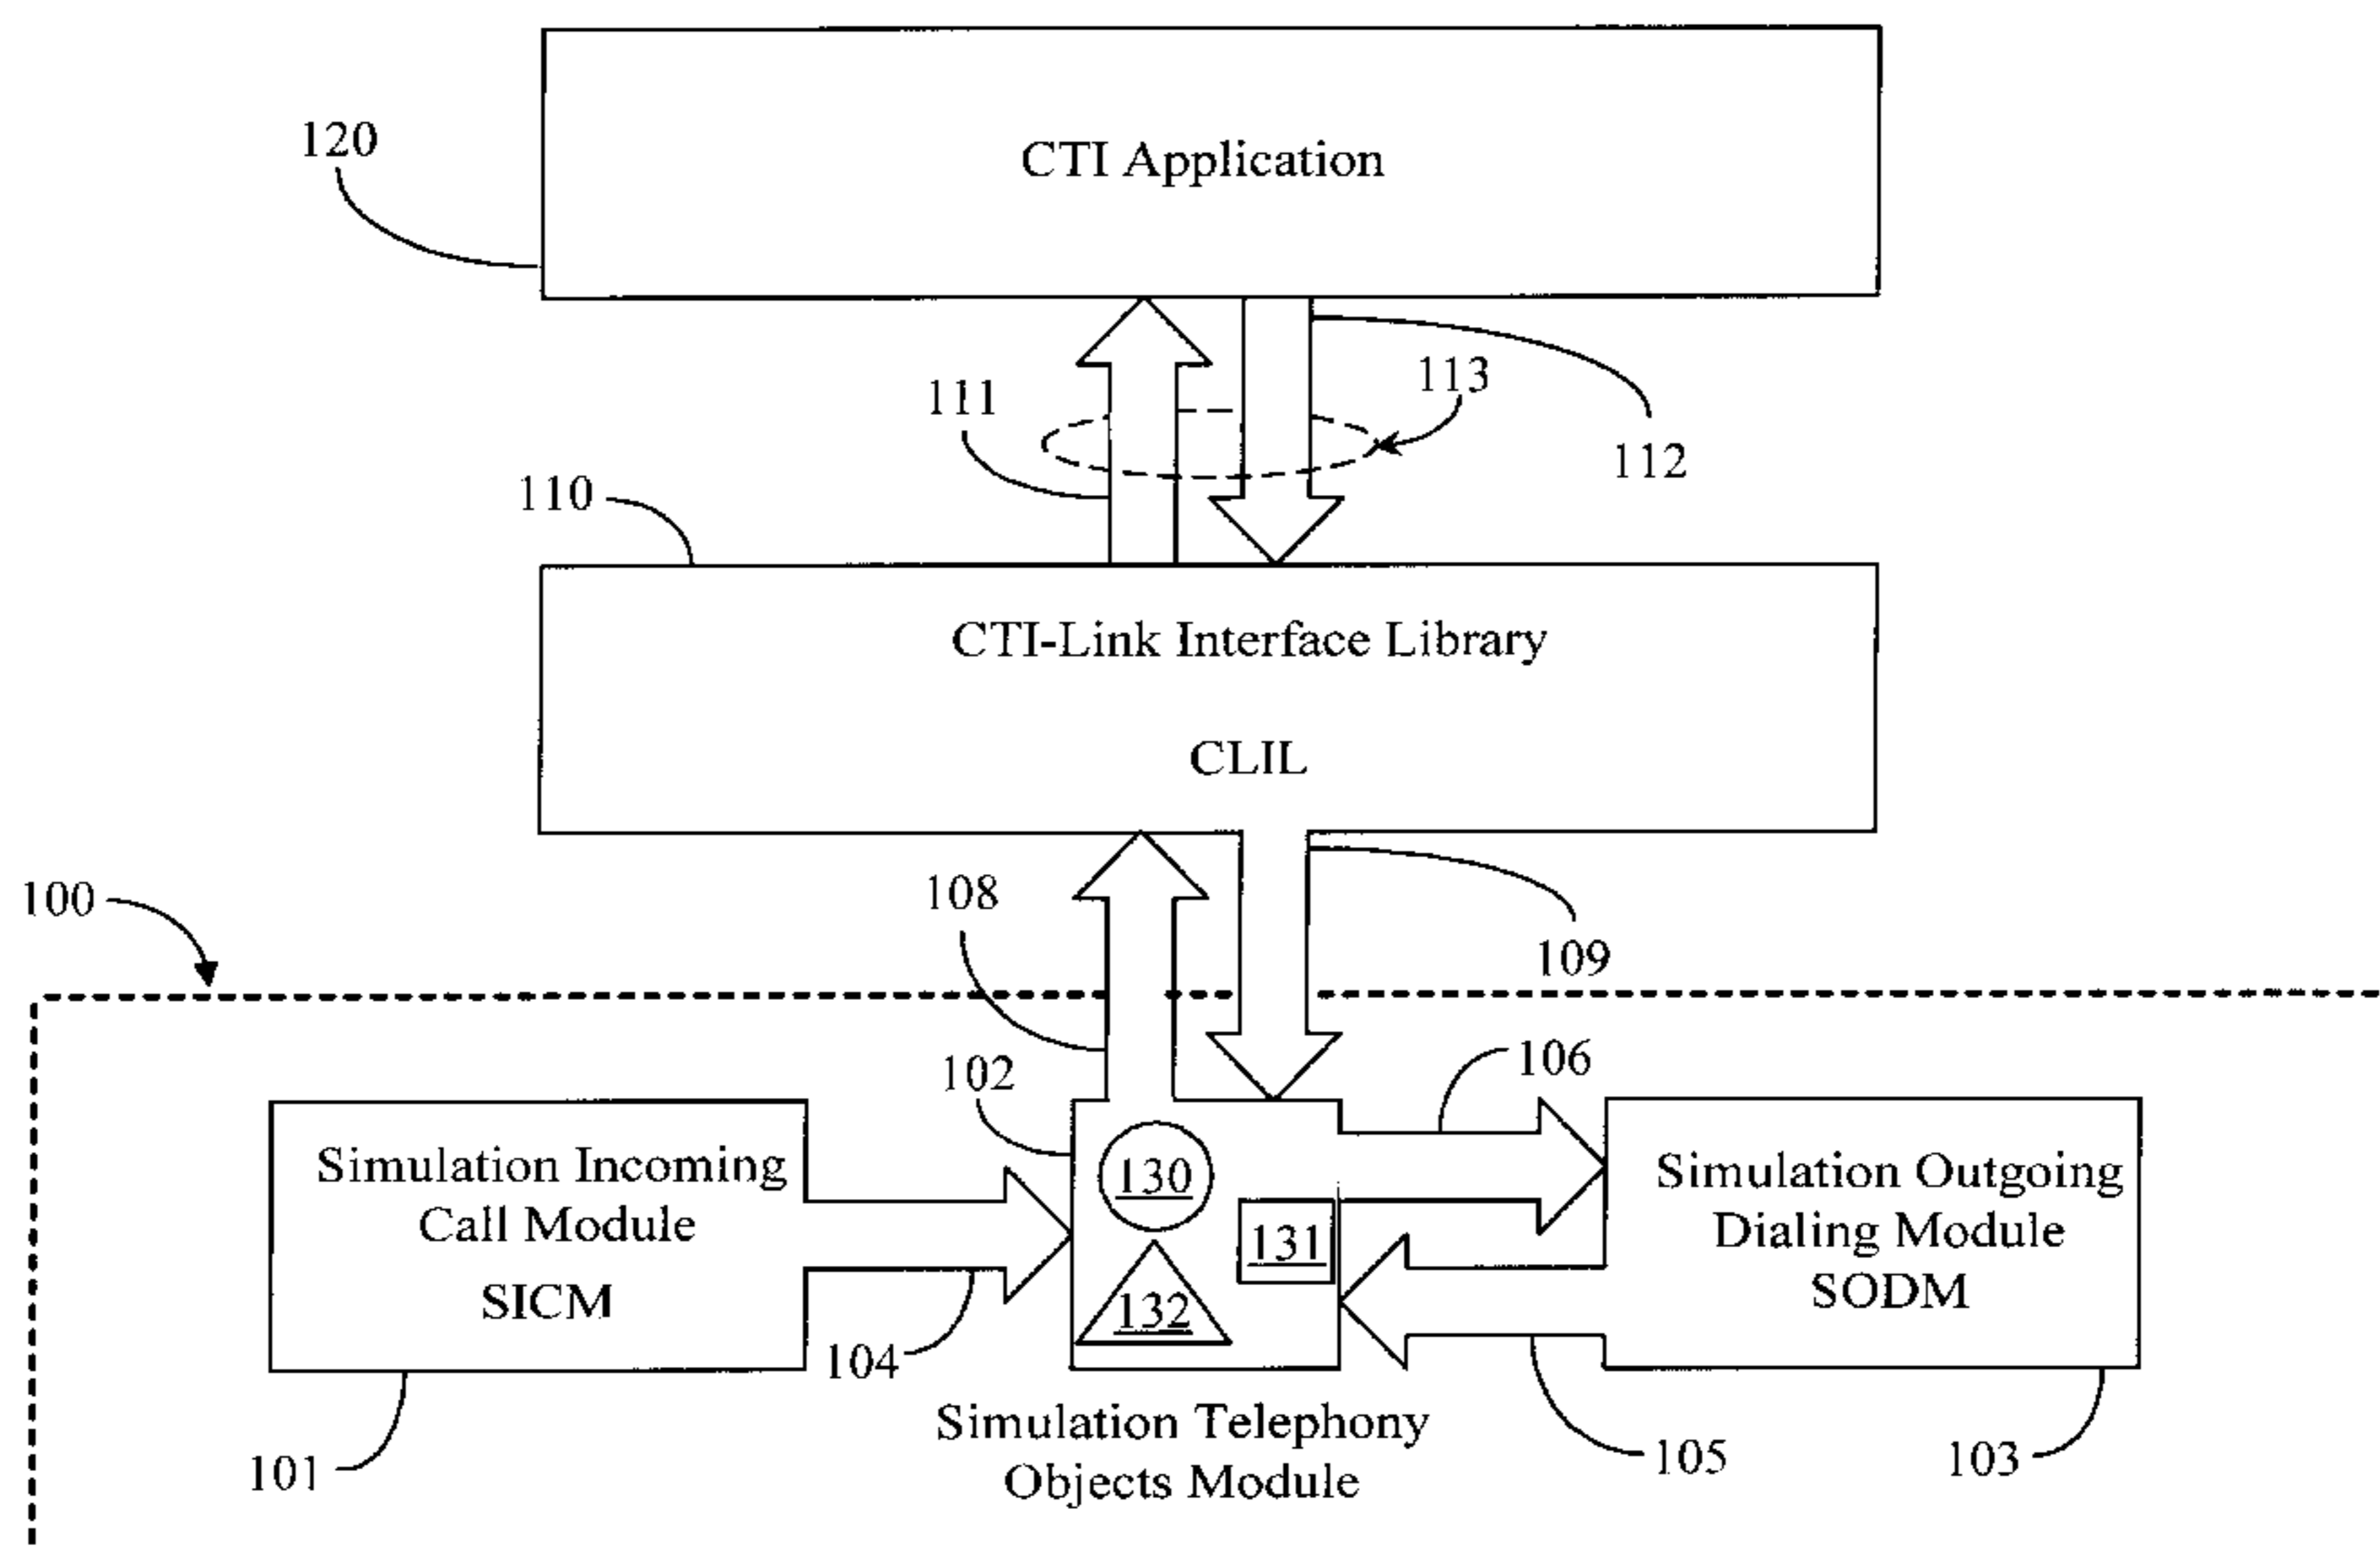 120
CTI Application
111
113
112
110
CTI-Link Interface Library
CLIL
100
108
109
102
106
Simulation Incoming
Call Module
SICM
130
131
132
Simulation Outgoing
Dialing Module
SODM
104
101
Simulation Telephony
Objects Module
105
103